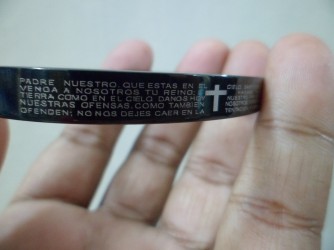 PADRE NUESTRO, QUE ESTAS EN EL
VENGA A NOSOTROS TU REINO;
TIERRA COMO EN EL CIELO. DANOS H
NUESTRAS OFENSAS, COMO TAMBIEN
OFENDEN; NO NOS DEJES CAER EN LA
CIELO,